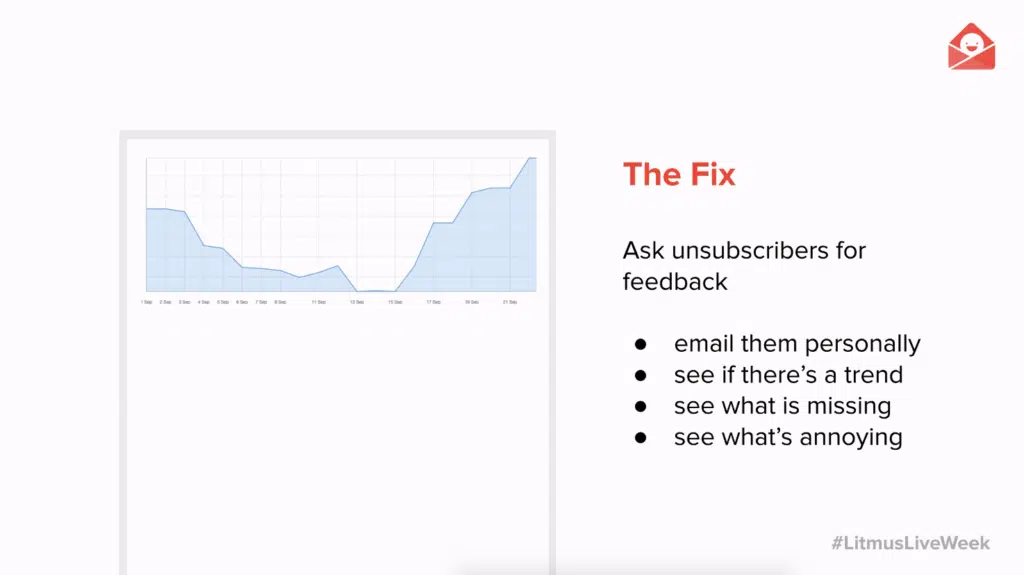 The Fix
Ask unsubscribers for
feedback
● email them personally
● see if there's a trend
● see what is missing
● see what's annoying
1 Sep 2 Sep 3 Sep 4 Sep 5 Sep 6 Sep 7 Sep 8 Sep 11 Sep 13 Sep 15 Sep 17 Sep 19 Sep 21 Sep
#LitmusLiveWeek